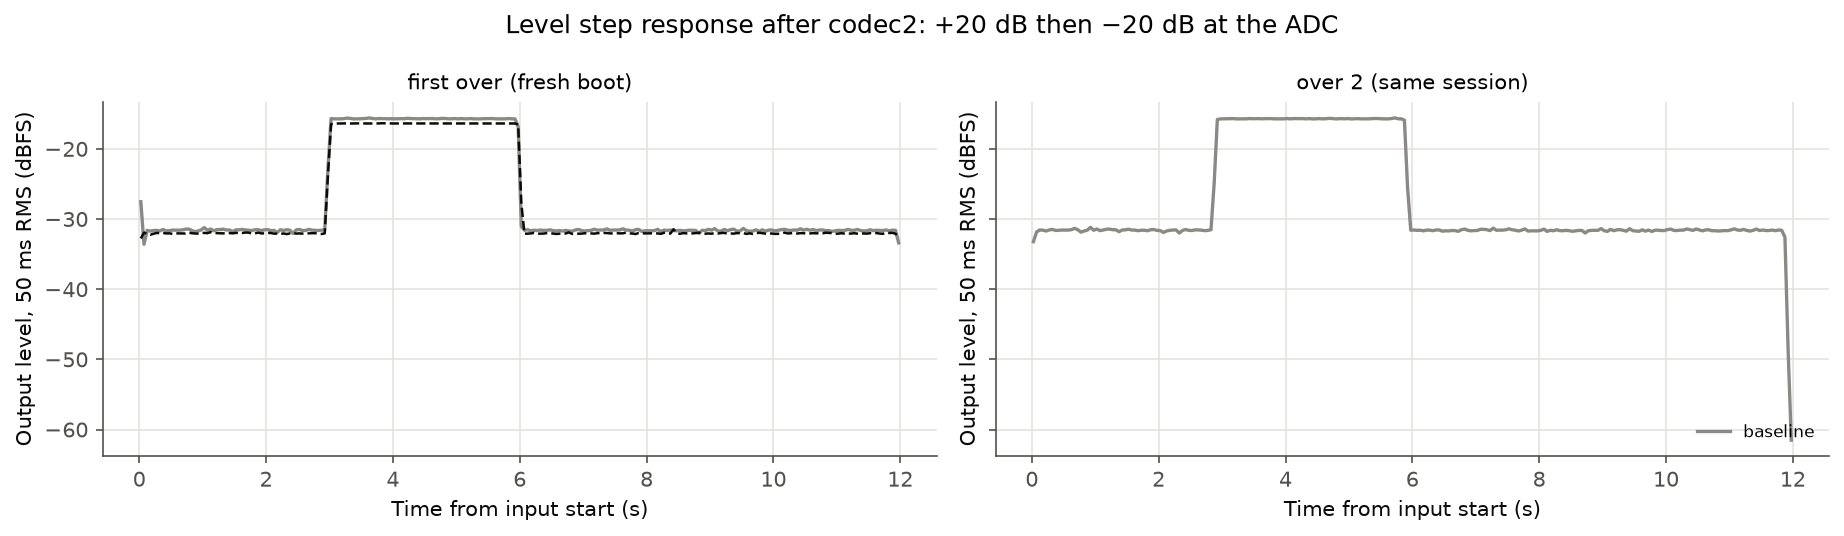 Level step response after codec2: +20 dB then −20 dB at the ADC
first over (fresh boot)
Output level, 50 ms RMS (dBFS)
−20
−30
−40
−50
−60
0 2 4 6 8 10 12
Time from input start (s)
over 2 (same session)
Output level, 50 ms RMS (dBFS)
baseline
0 2 4 6 8 10 12
Time from input start (s)